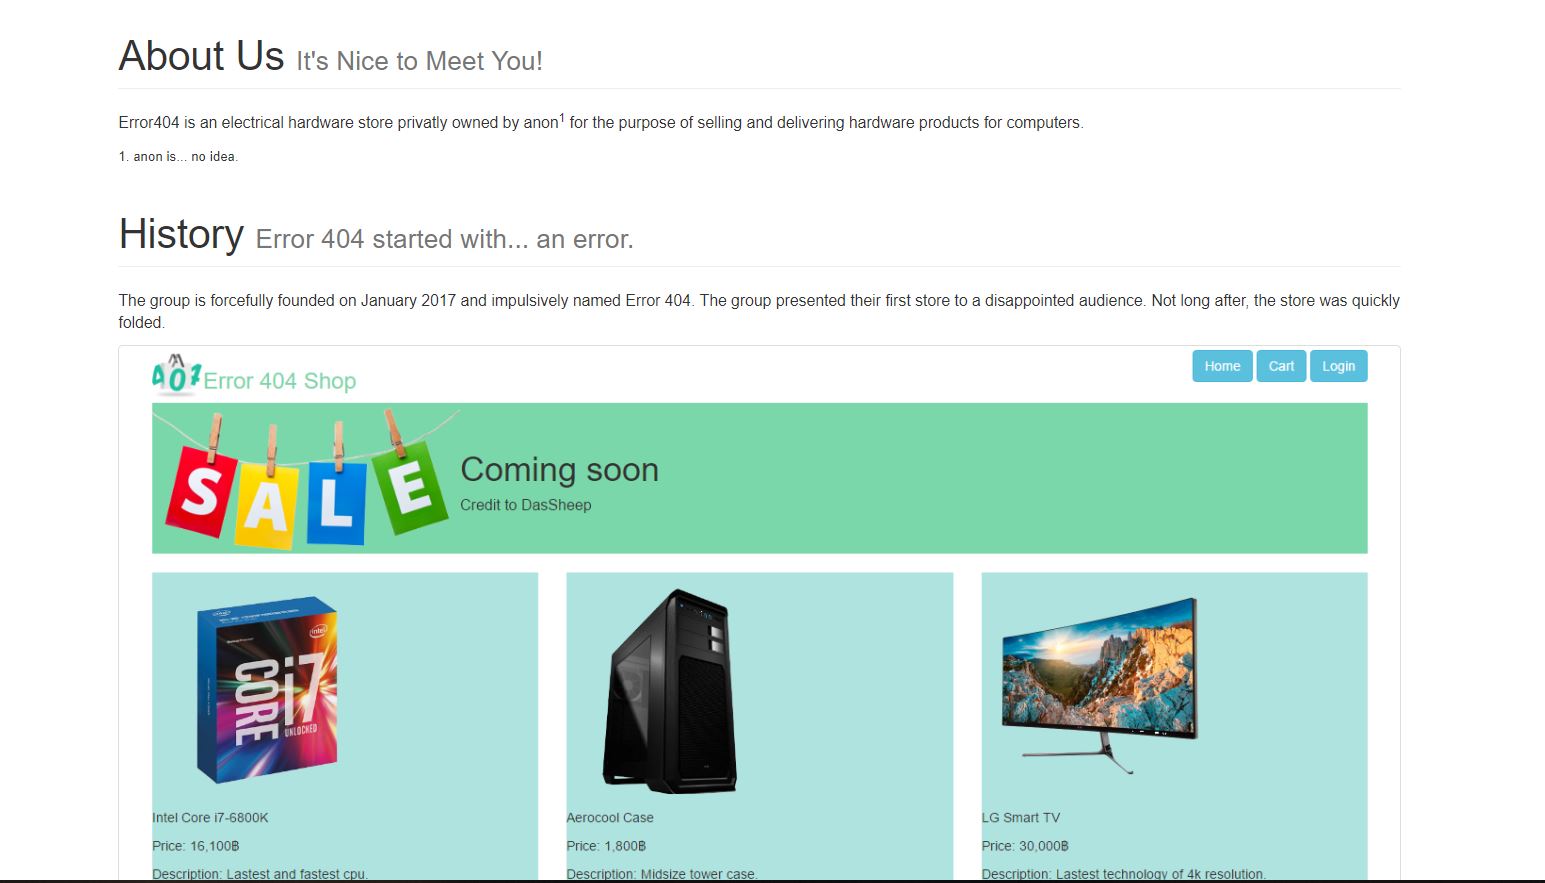 About Us It's Nice to Meet You!
Error404 is an electrical hardware store privatly owned by anon1 for the purpose of selling and delivering hardware products for computers.
1. anon is... no idea.
History Error 404 started with... an error.
The group is forcefully founded on January 2017 and impulsively named Error 404. The group presented their first store to a disappointed audience. Not long after, the store was quickly
folded.
Error 404 Shop
Home Cart Login
SALE
Coming soon
Credit to DasSheep
intel
CORE i7
UNLOCKED
Intel Core i7-6800K
Price: 16,100฿
Description: Lastest and fastest cpu.
Aerocool Case
Price: 1,800฿
Description: Midsize tower case.
LG Smart TV
Price: 30,000฿
Description: Lastest technology of 4k resolution.